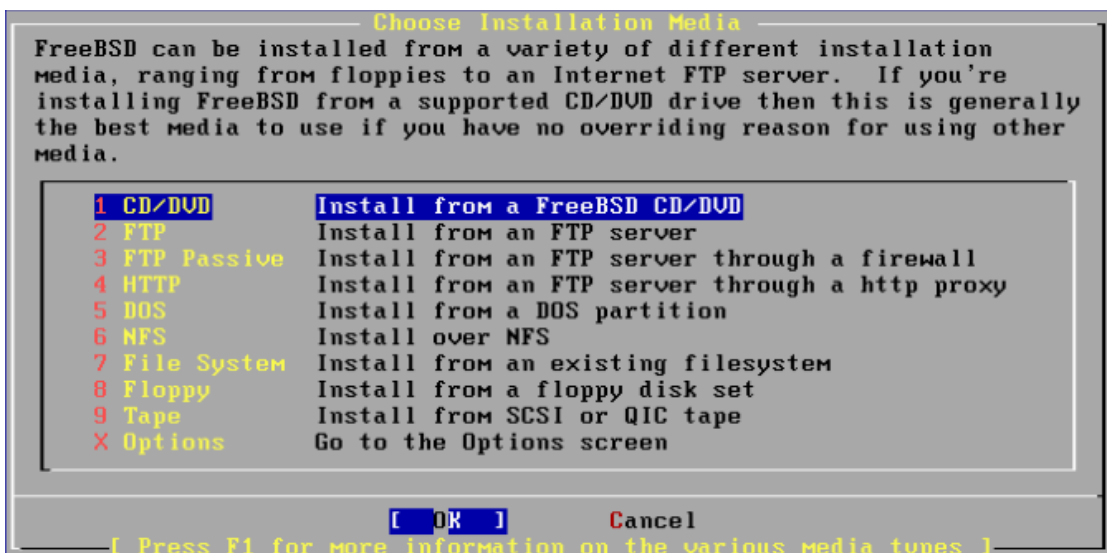 Choose Installation Media
FreeBSD can be installed from a variety of different installation
media, ranging from floppies to an Internet FTP server.  If you're
installing FreeBSD from a supported CD/DVD drive then this is generally
the best media to use if you have no overriding reason for using other
media.
1 CD/DVD Install from a FreeBSD CD/DVD
2 FTP Install from an FTP server
3 FTP Passive Install from an FTP server through a firewall
4 HTTP Install from an FTP server through a http proxy
5 DOS Install from a DOS partition
6 NFS Install over NFS
7 File System Install from an existing filesystem
8 Floppy Install from a floppy disk set
9 Tape Install from SCSI or QIC tape
X Options Go to the Options screen
[ OK ] Cancel
[ Press F1 for more information on the various media types ]